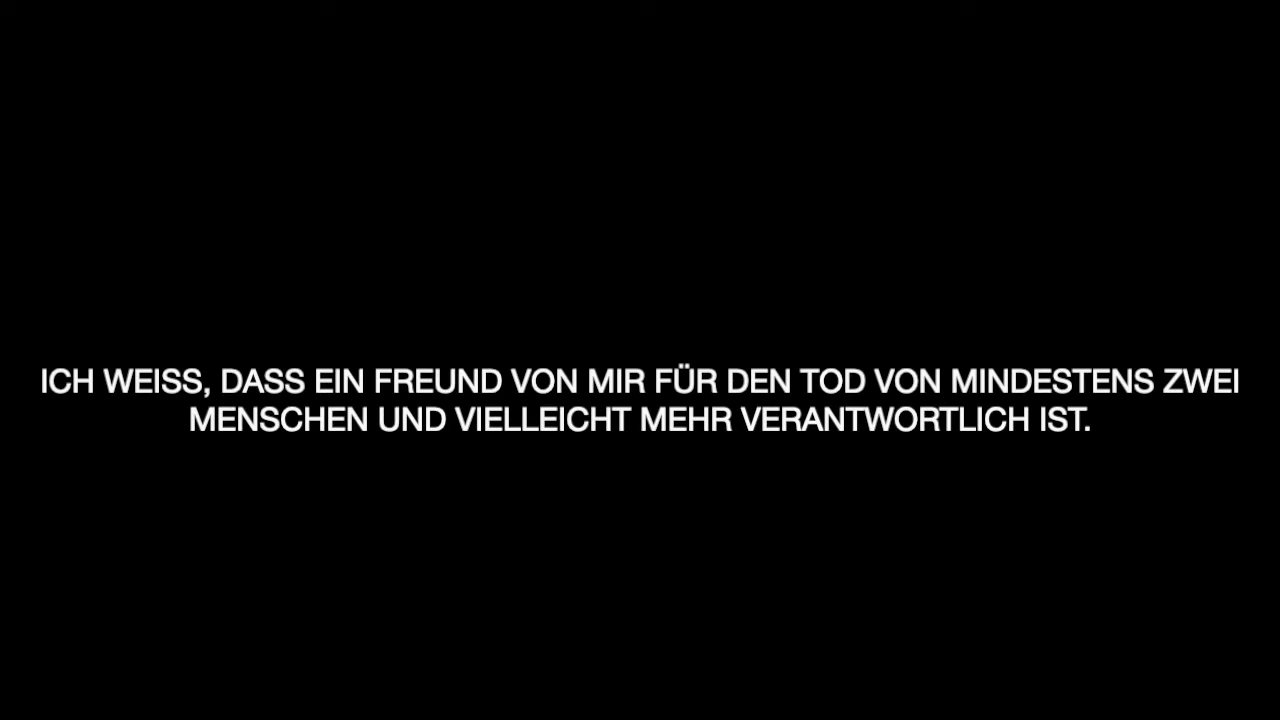 ICH WEISS, DASS EIN FREUND VON MIR FÜR DEN TOD VON MINDESTENS ZWEI
MENSCHEN UND VIELLEICHT MEHR VERANTWORTLICH IST.